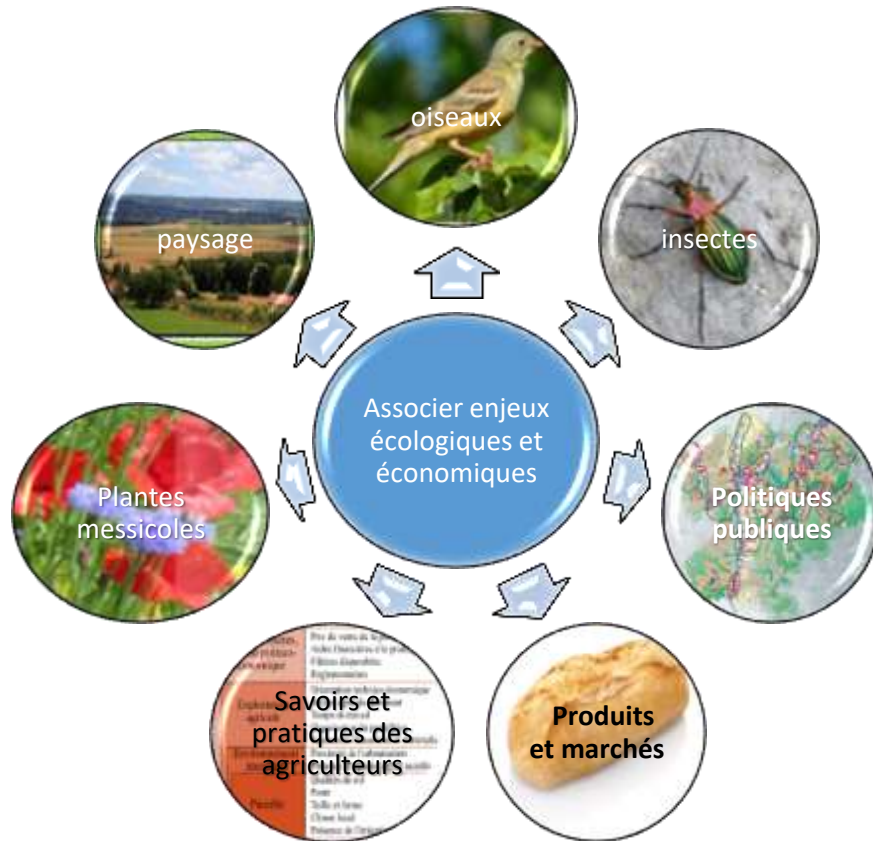 oiseaux
paysage
insectes
Associer enjeux
écologiques et
économiques
Plantes
messicoles
Politiques
publiques
Savoirs et
pratiques des
agriculteurs
Produits
et marchés